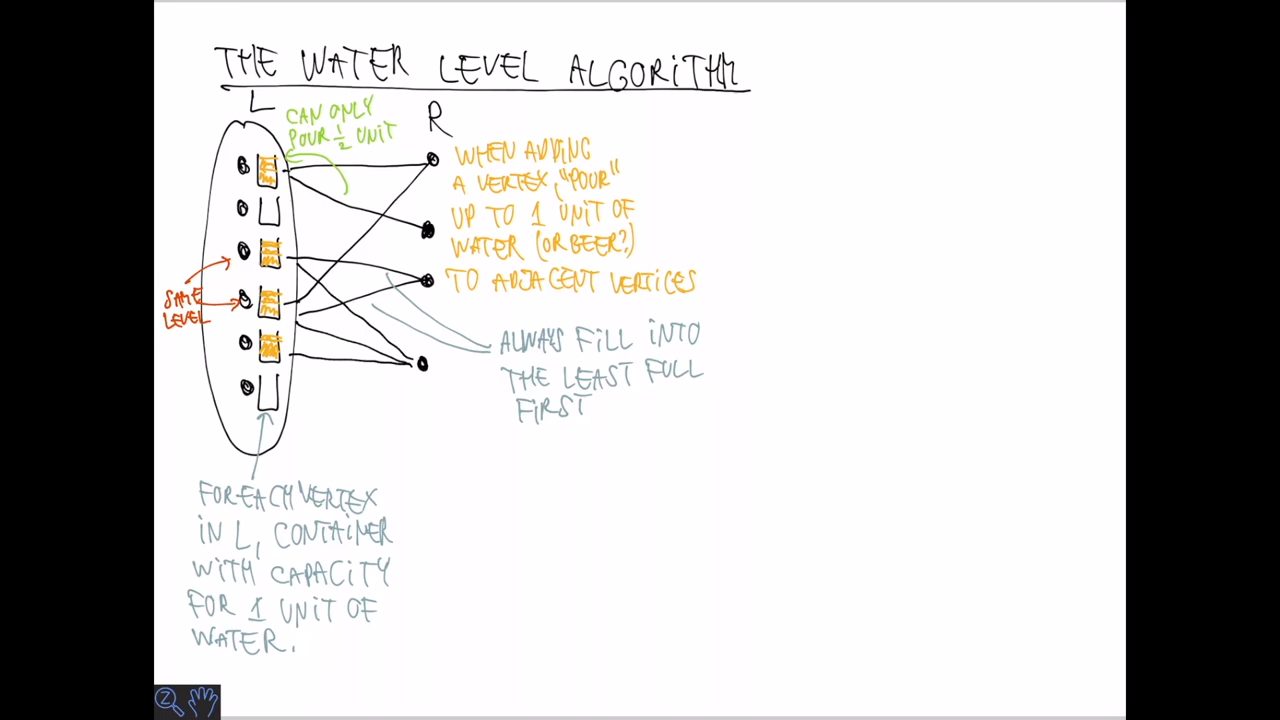 THE WATER LEVEL ALGORITHM
L
CAN ONLY
POUR 1/2 UNIT
R
WHEN ADDING
A VERTEX, "POUR"
UP TO 1 UNIT OF
WATER (OR BEER?)
TO ADJACENT VERTICES
SAME
LEVEL
ALWAYS FILL INTO
THE LEAST FULL
FIRST
FOR EACH VERTEX
IN L, CONTAINER
WITH CAPACITY
FOR 1 UNIT OF
WATER.
Z